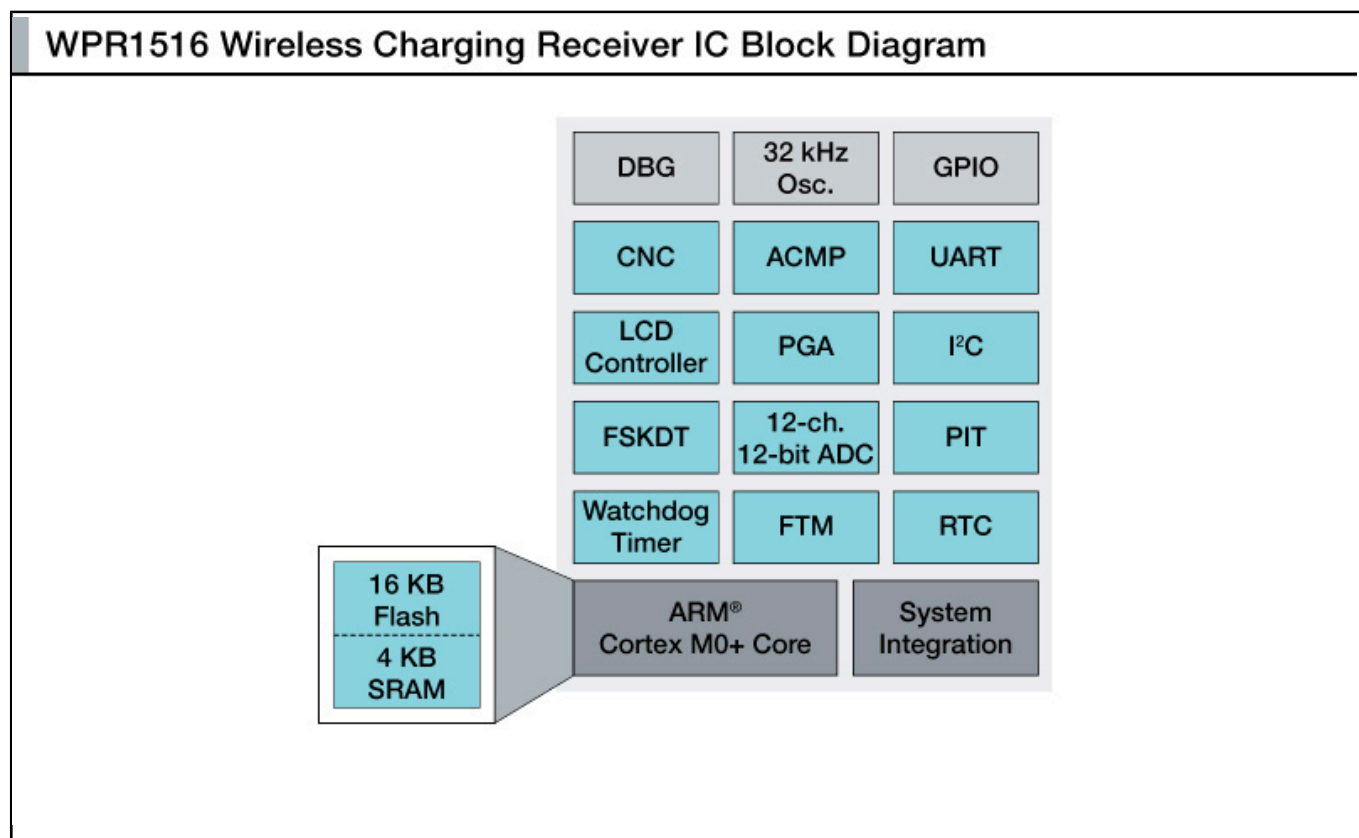 WPR1516 Wireless Charging Receiver IC Block Diagram
DBG
32 kHz
Osc.
GPIO
CNC
ACMP
UART
LCD
Controller
PGA
I²C
FSKDT
12-ch.
12-bit ADC
PIT
Watchdog
Timer
FTM
RTC
16 KB
Flash
4 KB
SRAM
ARM®
Cortex M0+ Core
System
Integration